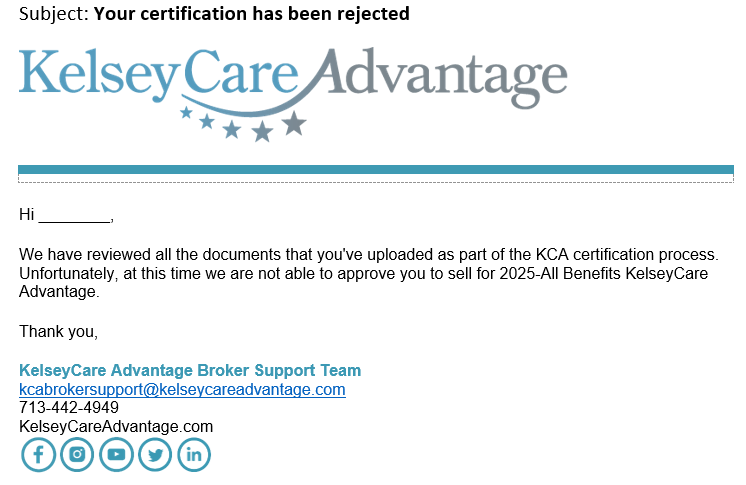 Subject: Your certification has been rejected
KelseyCare Advantage
Hi ________,
We have reviewed all the documents that you've uploaded as part of the KCA certification process.
Unfortunately, at this time we are not able to approve you to sell for 2025-All Benefits KelseyCare
Advantage.
Thank you,
KelseyCare Advantage Broker Support Team
kcabrokersupport@kelseycareadvantage.com
713-442-4949
KelseyCareAdvantage.com